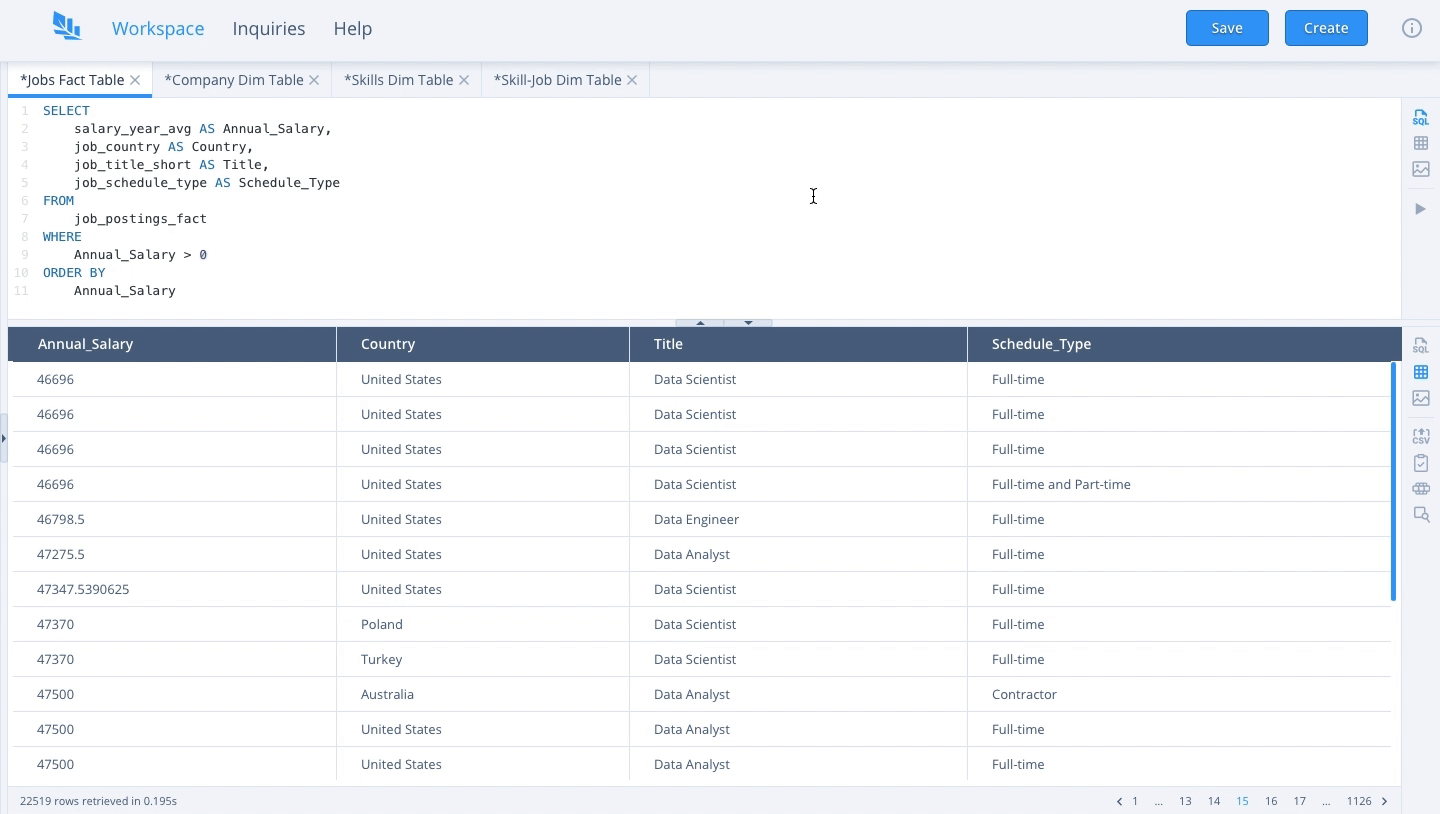 Workspace Inquiries Help Save Create
*Jobs Fact Table *Company Dim Table *Skills Dim Table *Skill-Job Dim Table
1 SELECT
2 salary_year_avg AS Annual_Salary,
3 job_country AS Country,
4 job_title_short AS Title,
5 job_schedule_type AS Schedule_Type
6 FROM
7 job_postings_fact
8 WHERE
9 Annual_Salary > 0
10 ORDER BY
11 Annual_Salary
SQL
Annual_Salary Country Title Schedule_Type
SQL
46696 United States Data Scientist Full-time
46696 United States Data Scientist Full-time
46696 United States Data Scientist Full-time
CSV
46696 United States Data Scientist Full-time and Part-time
46798.5 United States Data Engineer Full-time
47275.5 United States Data Analyst Full-time
47347.5390625 United States Data Scientist Full-time
47370 Poland Data Scientist Full-time
47370 Turkey Data Scientist Full-time
47500 Australia Data Analyst Contractor
47500 United States Data Analyst Full-time
47500 United States Data Analyst Full-time
22519 rows retrieved in 0.195s 1 ... 13 14 15 16 17 ... 1126